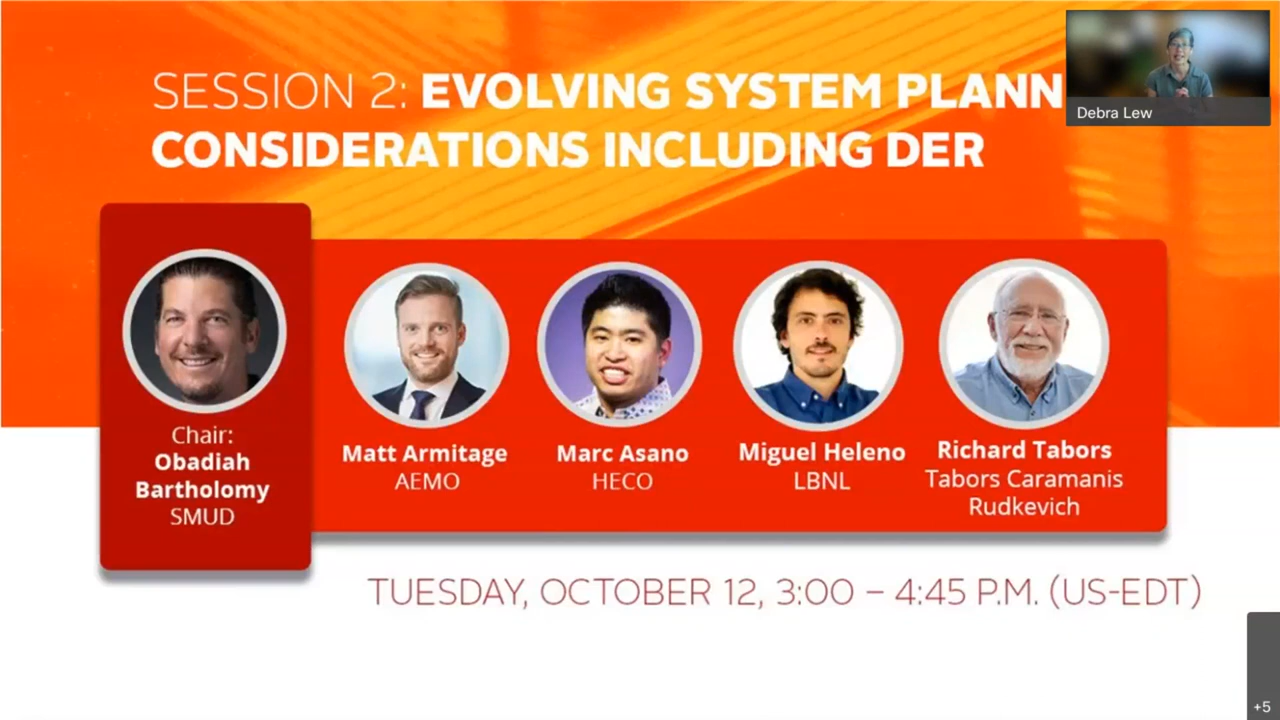 SESSION 2: EVOLVING SYSTEM PLANN
CONSIDERATIONS INCLUDING DER
Debra Lew
Chair:
Obadiah
Bartholomy
SMUD
Matt Armitage
AEMO
Marc Asano
HECO
Miguel Heleno
LBNL
Richard Tabors
Tabors Caramanis
Rudkevich
TUESDAY, OCTOBER 12, 3:00 – 4:45 P.M. (US-EDT)
+5